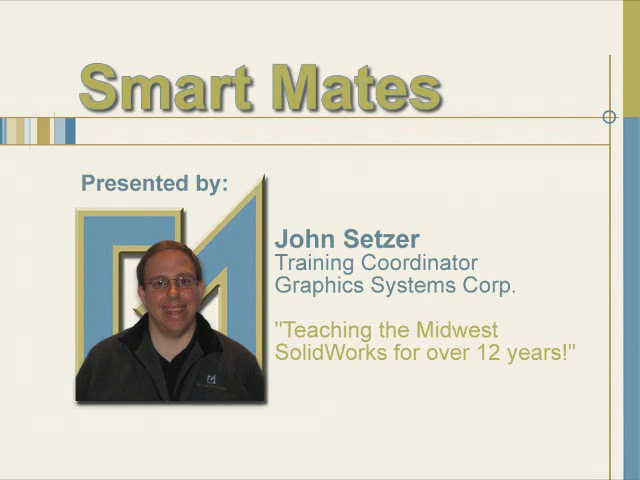 Smart Mates
Presented by:
John Setzer
Training Coordinator
Graphics Systems Corp.
"Teaching the Midwest
SolidWorks for over 12 years!"